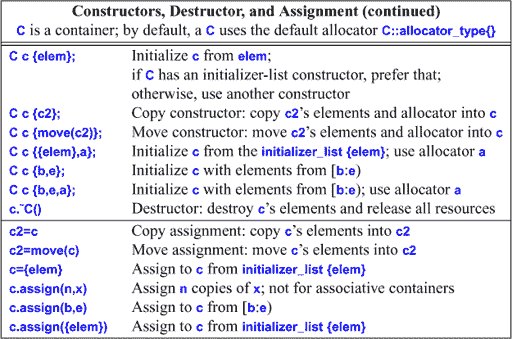 Constructors, Destructor, and Assignment (continued)
C is a container; by default, a C uses the default allocator C::allocator_type{}
C c {elem}; Initialize c from elem;
if C has an initializer-list constructor, prefer that;
otherwise, use another constructor
C c {c2}; Copy constructor: copy c2’s elements and allocator into c
C c {move(c2)}; Move constructor: move c2’s elements and allocator into c
C c {{elem},a}; Initialize c from the initializer_list {elem}; use allocator a
C c {b,e}; Initialize c with elements from [b:e)
C c {b,e,a}; Initialize c with elements from [b:e); use allocator a
c.~C() Destructor: destroy c’s elements and release all resources
c2=c Copy assignment: copy c’s elements into c2
c2=move(c) Move assignment: move c’s elements into c2
c={elem} Assign to c from initializer_list {elem}
c.assign(n,x) Assign n copies of x; not for associative containers
c.assign(b,e) Assign to c from [b:e)
c.assign({elem}) Assign to c from initializer_list {elem}